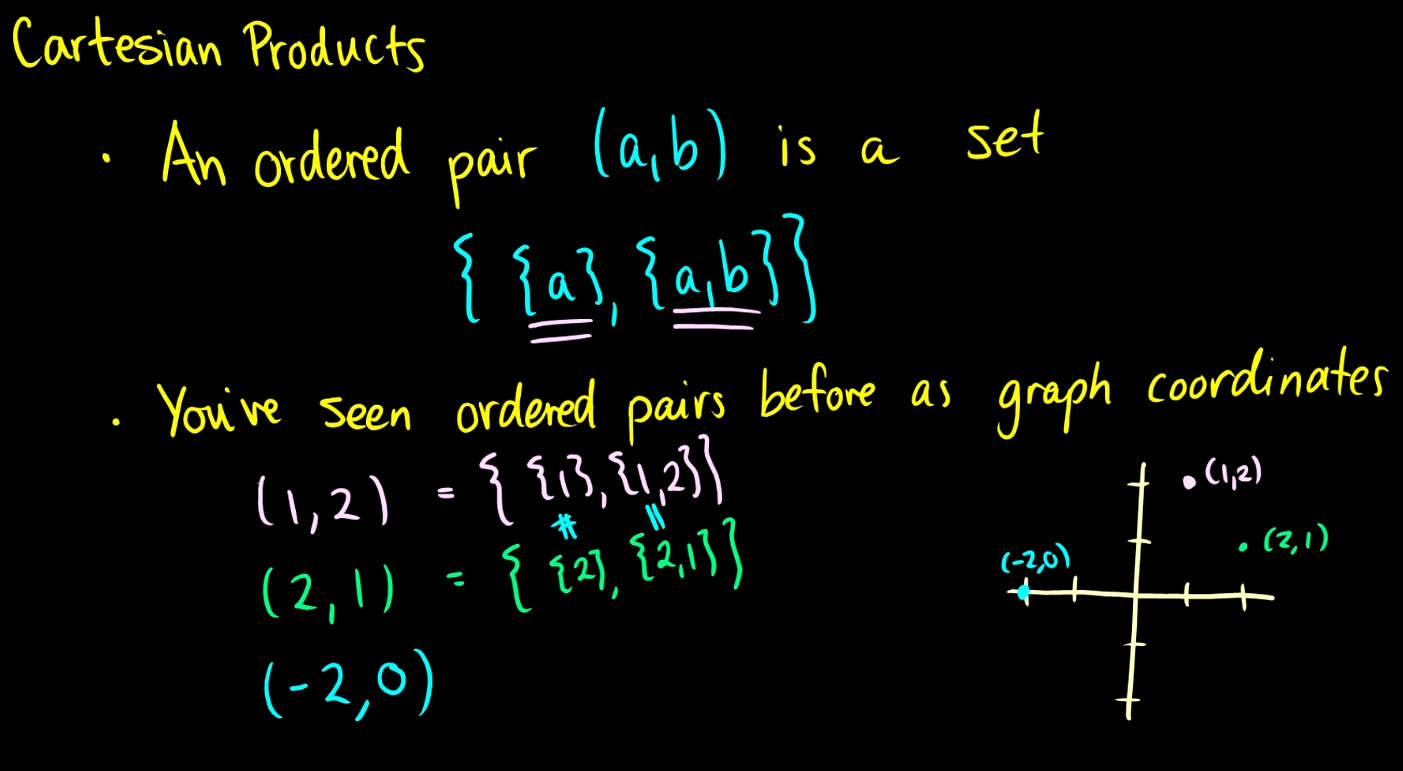 Cartesian Products
· An ordered pair (a,b) is a set
{ {a}, {a,b} }
· You've seen ordered pairs before as graph coordinates
(1,2) = { {1}, {1,2} }
≠ =
(2,1) = { {2}, {2,1} }
(-2,0)
(1,2)
(2,1)
(-2,0)